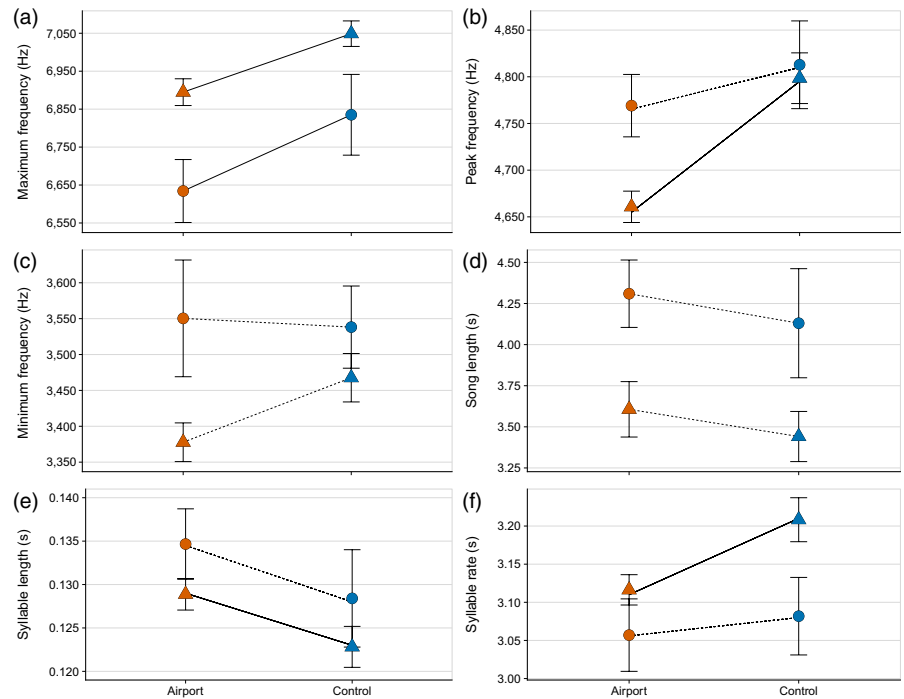 (a)
Maximum frequency (Hz)
7,050
6,950
6,850
6,750
6,650
6,550
(b)
Peak frequency (Hz)
4,850
4,800
4,750
4,700
4,650
(c)
Minimum frequency (Hz)
3,600
3,550
3,500
3,450
3,400
3,350
(d)
Song length (s)
4.50
4.25
4.00
3.75
3.50
3.25
(e)
Syllable length (s)
0.140
0.135
0.130
0.125
0.120
Airport Control
(f)
Syllable rate (s)
3.20
3.15
3.10
3.05
3.00
Airport Control